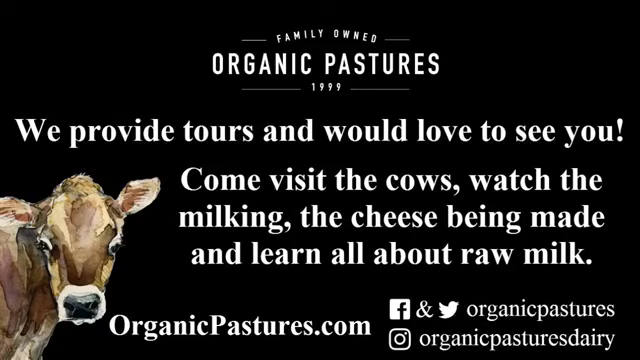 FAMILY OWNED
ORGANIC PASTURES
1999
We provide tours and would love to see you!
Come visit the cows, watch the
milking, the cheese being made
and learn all about raw milk.
OrganicPastures.com
& organicpastures
organicpasturesdairy